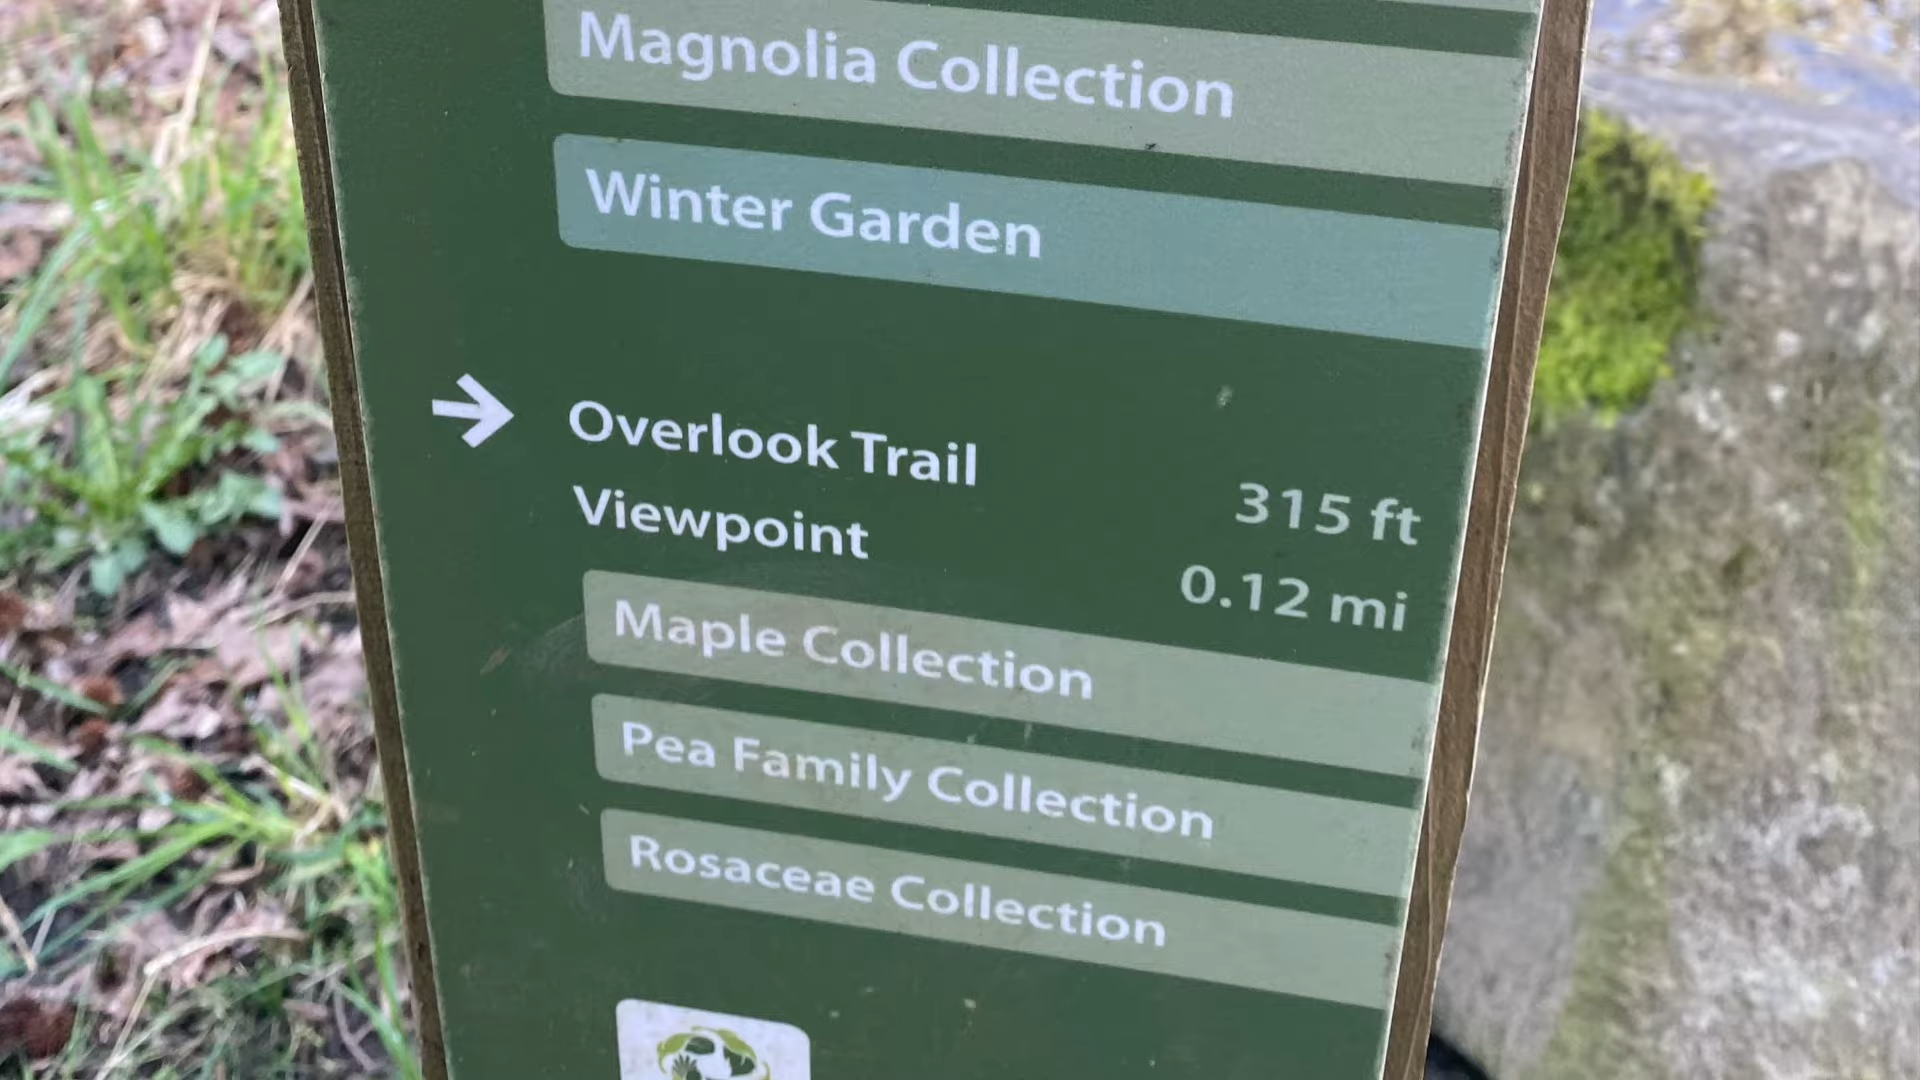 Magnolia Collection
Winter Garden
→ Overlook Trail 315 ft
Viewpoint 0.12 mi
Maple Collection
Pea Family Collection
Rosaceae Collection